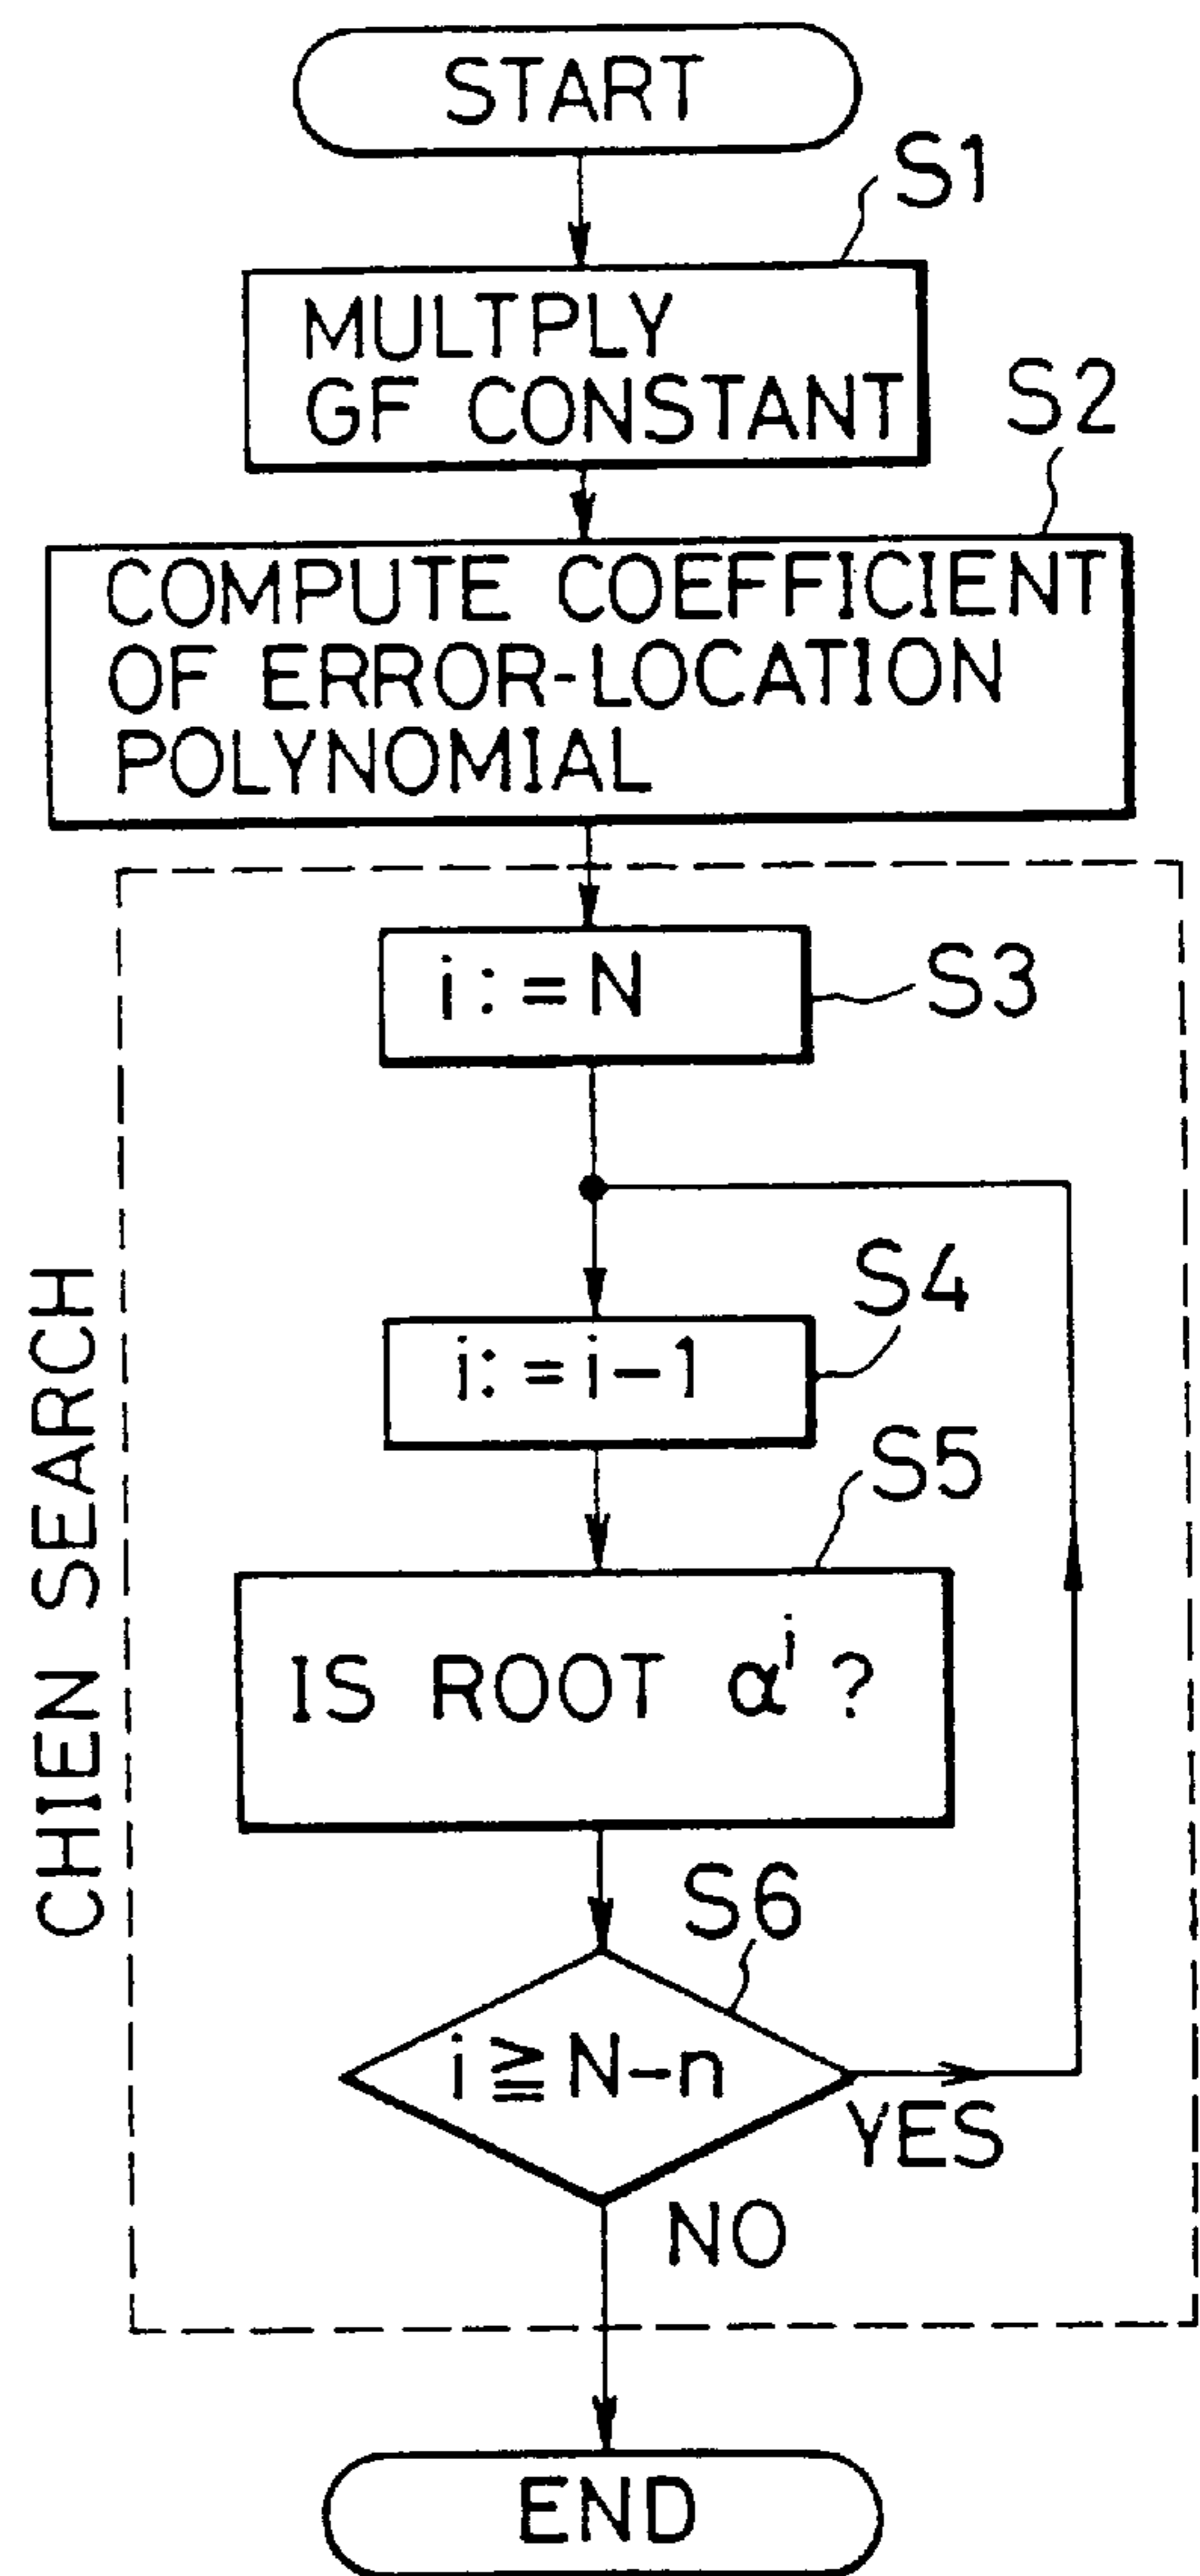 START
S1
MULTPLY
GF CONSTANT
S2
COMPUTE COEFFICIENT
OF ERROR-LOCATION
POLYNOMIAL
CHIEN SEARCH
i:=N
S3
S4
i:=i-1
S5
IS ROOT αⁱ ?
S6
i≧N-n
YES
NO
END